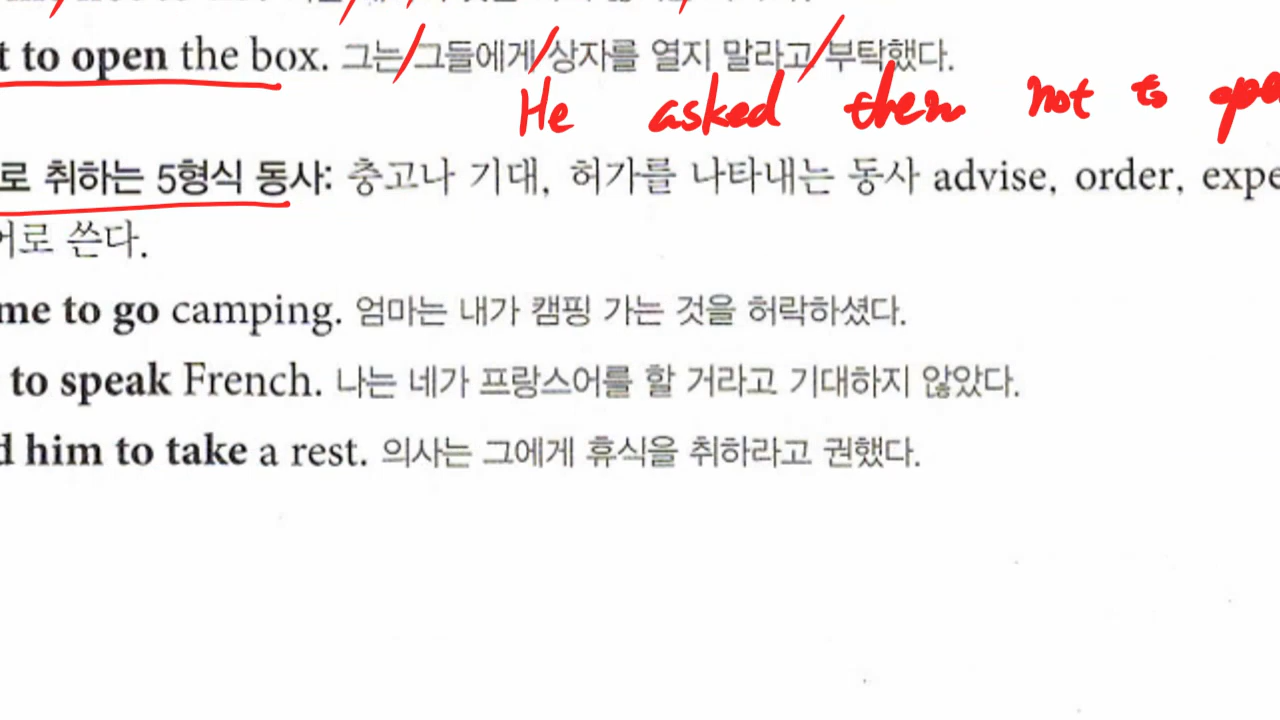 t to open the box. 그는/그들에게/상자를 열지 말라고/부탁했다.
He asked them not to ope
로 취하는 5형식 동사: 충고나 기대, 허가를 나타내는 동사 advise, order, expe
어로 쓴다.
me to go camping. 엄마는 내가 캠핑 가는 것을 허락하셨다.
to speak French. 나는 네가 프랑스어를 할 거라고 기대하지 않았다.
d him to take a rest. 의사는 그에게 휴식을 취하라고 권했다.